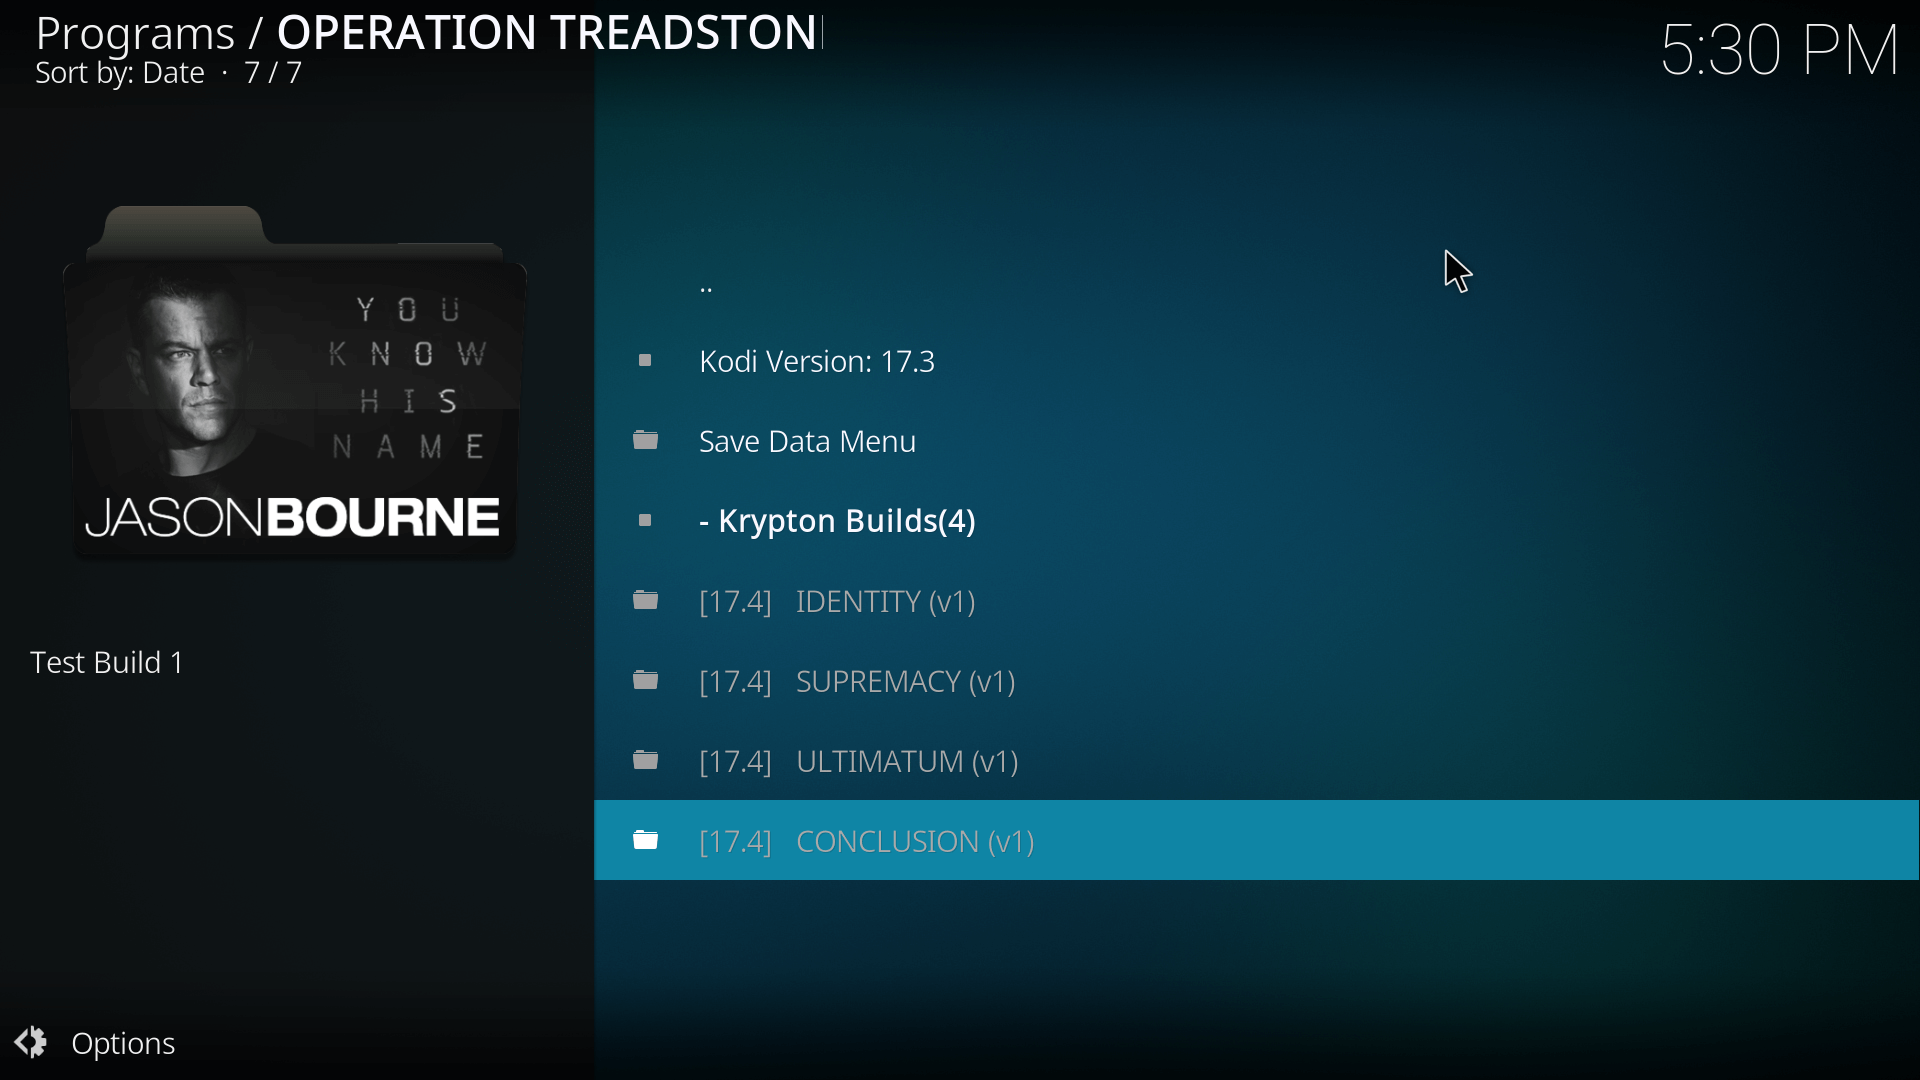 Programs / OPERATION TREADSTON
Sort by: Date · 7 / 7
5:30 PM
YOU
KNOW
HIS
NAME
JASONBOURNE
Test Build 1
..
Kodi Version: 17.3
Save Data Menu
- Krypton Builds(4)
[17.4] IDENTITY (v1)
[17.4] SUPREMACY (v1)
[17.4] ULTIMATUM (v1)
[17.4] CONCLUSION (v1)
Options